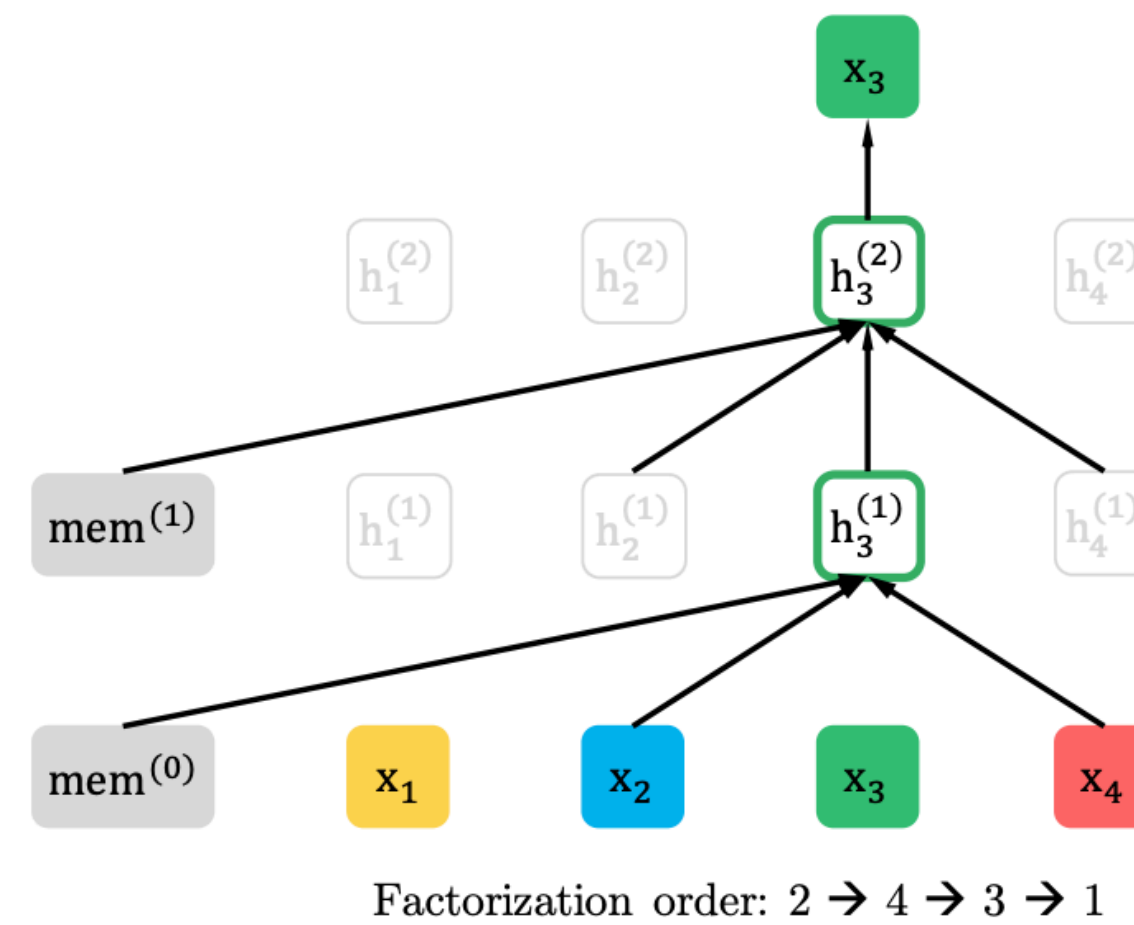 x₃
h₁⁽²⁾ h₂⁽²⁾ h₃⁽²⁾ h₄⁽²⁾
mem⁽¹⁾ h₁⁽¹⁾ h₂⁽¹⁾ h₃⁽¹⁾ h₄⁽¹⁾
mem⁽⁰⁾ x₁ x₂ x₃ x₄
Factorization order: 2 → 4 → 3 → 1